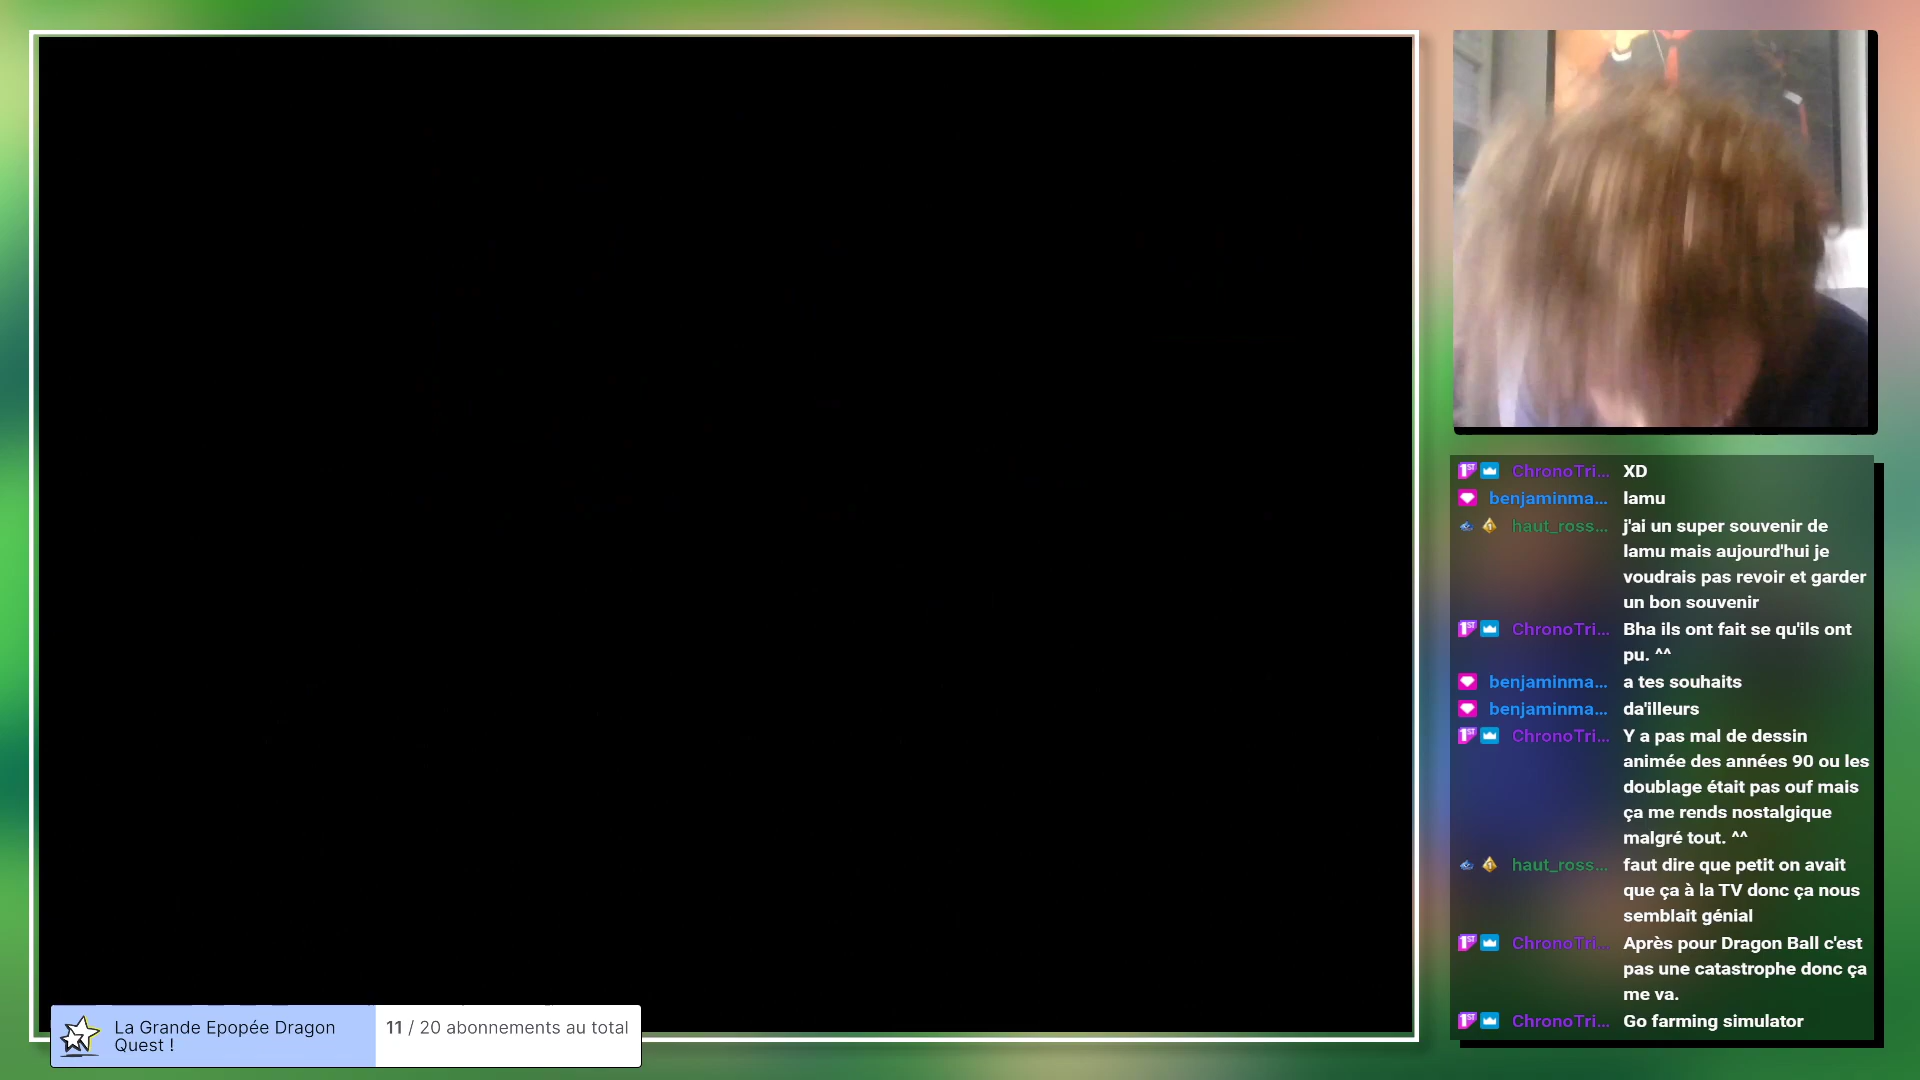 ChronoTri... XD
benjaminma... lamu
haut_ross... j'ai un super souvenir de
lamu mais aujourd'hui je
voudrais pas revoir et garder
un bon souvenir
ChronoTri... Bha ils ont fait se qu'ils ont
pu. ^^
benjaminma... a tes souhaits
benjaminma... da'illeurs
ChronoTri... Y a pas mal de dessin
animée des années 90 ou les
doublage était pas ouf mais
ça me rends nostalgique
malgré tout. ^^
haut_ross... faut dire que petit on avait
que ça à la TV donc ça nous
semblait génial
ChronoTri... Après pour Dragon Ball c'est
pas une catastrophe donc ça
me va.
ChronoTri... Go farming simulator
La Grande Epopée Dragon
Quest !
11 / 20 abonnements au total